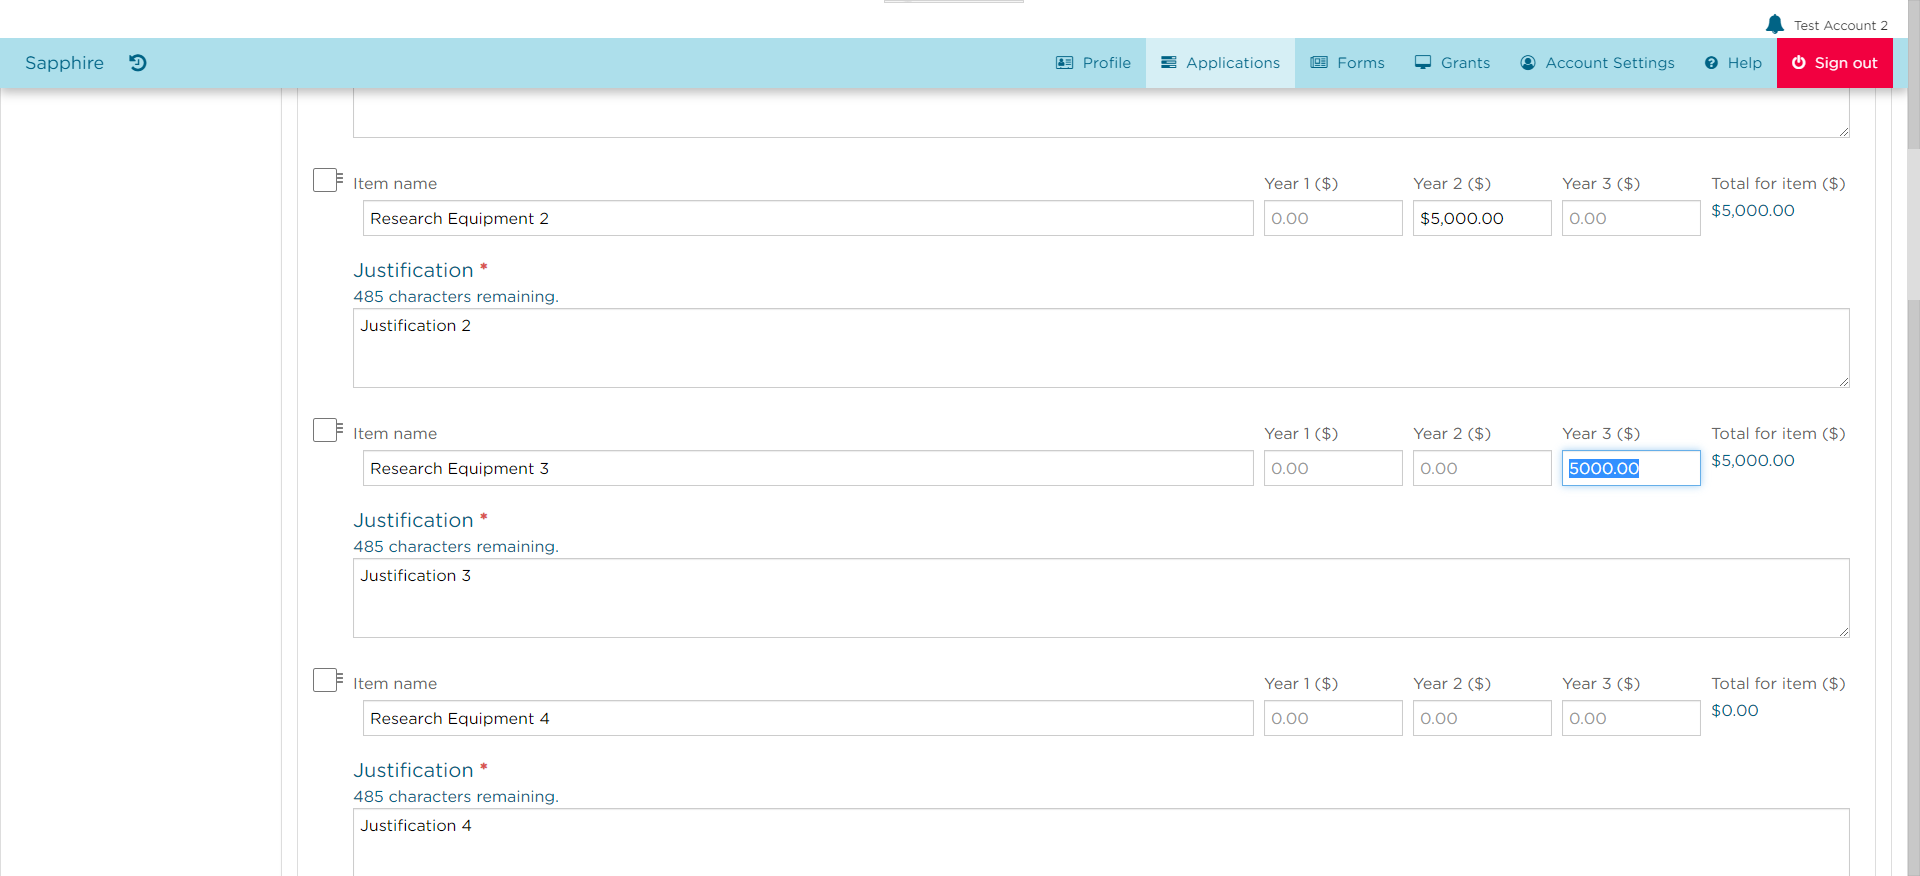 Test Account 2
Sapphire Profile Applications Forms Grants Account Settings Help Sign out
Item name Year 1 ($) Year 2 ($) Year 3 ($) Total for item ($)
Research Equipment 2 0.00 $5,000.00 0.00 $5,000.00
Justification *
485 characters remaining.
Justification 2
Item name Year 1 ($) Year 2 ($) Year 3 ($) Total for item ($)
Research Equipment 3 0.00 0.00 5000.00 $5,000.00
Justification *
485 characters remaining.
Justification 3
Item name Year 1 ($) Year 2 ($) Year 3 ($) Total for item ($)
Research Equipment 4 0.00 0.00 0.00 $0.00
Justification *
485 characters remaining.
Justification 4